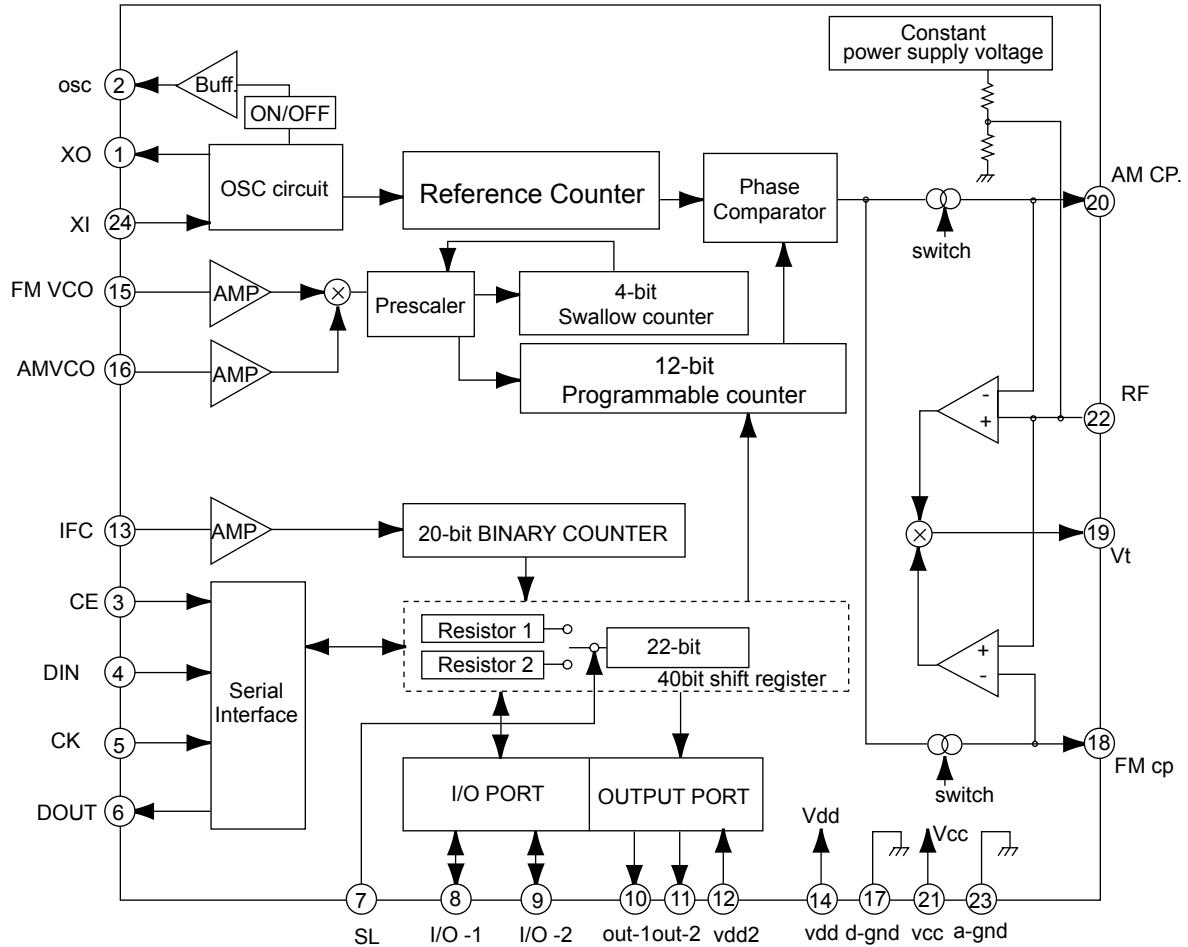 Constant
power supply voltage
osc
2
Buff.
ON/OFF
XO
1
OSC circuit
Reference Counter
Phase
Comparator
AM CP.
20
XI
24
switch
FM VCO
15
AMP
×
Prescaler
4-bit
Swallow counter
AMVCO
16
AMP
12-bit
Programmable counter
-
+
RF
22
IFC
13
AMP
20-bit BINARY COUNTER
×
19
Vt
CE
3
Resistor 1
Resistor 2
22-bit
40bit shift register
DIN
4
Serial
Interface
+
-
CK
5
18
FM cp
switch
DOUT
6
I/O PORT
OUTPUT PORT
Vdd
Vcc
7
8
9
10
11
12
14
17
21
23
SL
I/O -1
I/O -2
out-1
out-2
vdd2
vdd
d-gnd
vcc
a-gnd